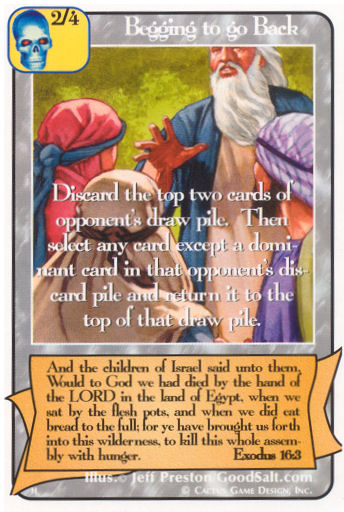 2/4
Begging to go Back
Discard the top two cards of
opponent's draw pile. Then
select any card except a domi-
nant card in that opponent's dis-
card pile and return it to the
top of that draw pile.
And the children of Israel said unto them,
Would to God we had died by the hand of
the LORD in the land of Egypt, when we
sat by the flesh pots, and when we did eat
bread to the full; for ye have brought us forth
into this wilderness, to kill this whole assem-
bly with hunger. Exodus 16:3
Illus.© Jeff Preston GoodSalt.com
© Cactus Game Design, Inc.